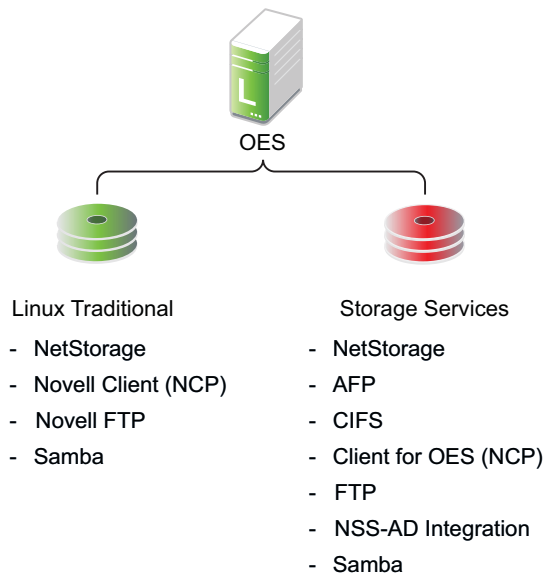 L
OES
Linux Traditional
- NetStorage
- Novell Client (NCP)
- Novell FTP
- Samba
Storage Services
- NetStorage
- AFP
- CIFS
- Client for OES (NCP)
- FTP
- NSS-AD Integration
- Samba